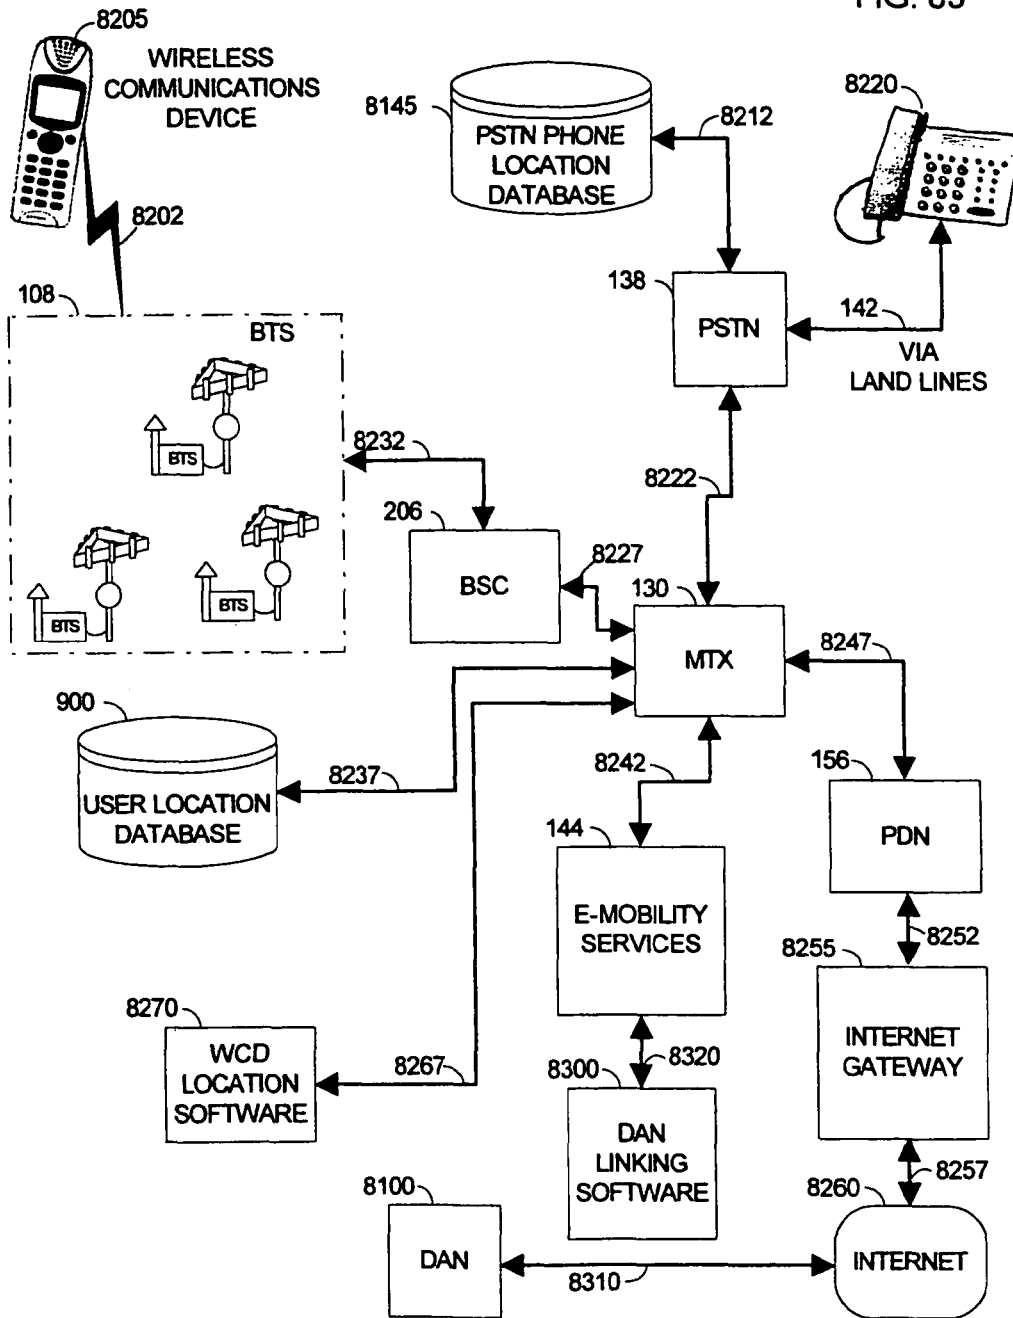 FIG. 83
8205
WIRELESS
COMMUNICATIONS
DEVICE
8202
8145
PSTN PHONE
LOCATION
DATABASE
8212
8220
138
PSTN
142
VIA
LAND LINES
108
BTS
BTS
BTS
BTS
8232
206
BSC
8227
8222
130
MTX
8247
900
USER LOCATION
DATABASE
8237
8242
156
PDN
144
E-MOBILITY
SERVICES
8252
8255
INTERNET
GATEWAY
8270
WCD
LOCATION
SOFTWARE
8267
8300
8320
DAN
LINKING
SOFTWARE
8257
8260
INTERNET
8100
DAN
8310